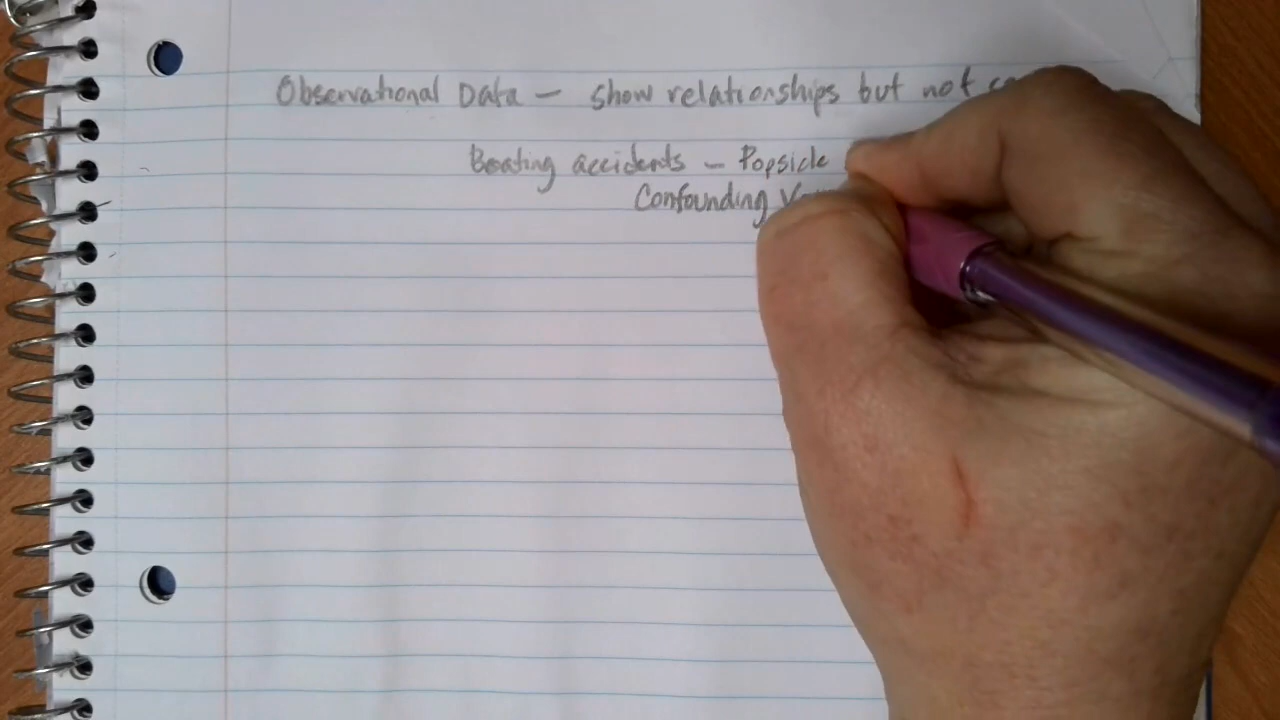 Observational Data - show relationships but not
Boating accidents - Popsicle
Confounding